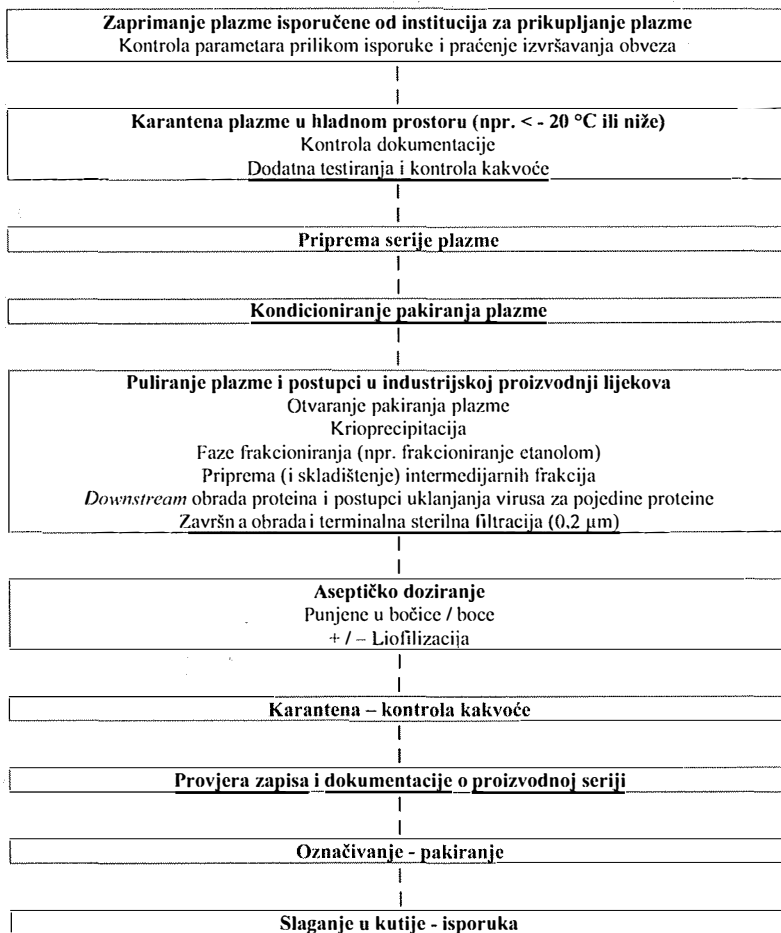 Zaprimanje plazme isporučene od institucija za prikupljanje plazme
Kontrola parametara prilikom isporuke i praćenje izvršavanja obveza
Karantena plazme u hladnom prostoru (npr. < - 20 °C ili niže)
Kontrola dokumentacije
Dodatna testiranja i kontrola kakvoće
Priprema serije plazme
Kondicioniranje pakiranja plazme
Puliranje plazme i postupci u industrijskoj proizvodnji lijekova
Otvaranje pakiranja plazme
Krioprecipitacija
Faze frakcioniranja (npr. frakcioniranje etanolom)
Priprema (i skladištenje) intermedijarnih frakcija
Downstream obrada proteina i postupci uklanjanja virusa za pojedine proteine
Završna obrada i terminalna sterilna filtracija (0,2 µm)
Aseptičko doziranje
Punjene u bočice / boce
+ / – Liofilizacija
Karantena – kontrola kakvoće
Provjera zapisa i dokumentacije o proizvodnoj seriji
Označivanje - pakiranje
Slaganje u kutije - isporuka